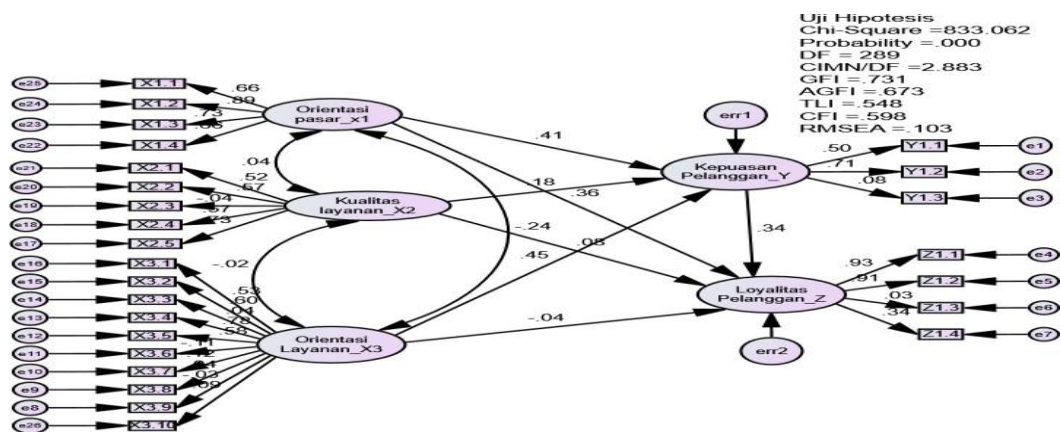 Uji Hipotesis
Chi-Square =833.062
Probability =.000
DF = 289
CIMN/DF =2.883
GFI =.731
AGFI =.673
TLI =.548
CFI =.598
RMSEA =.103
e25 X1.1 .66
e24 X1.2 .89
e23 X1.3 .73
e22 X1.4
Orientasi
pasar_x1
e21 X2.1 .52
e20 X2.2 .57
e19 X2.3 -.04
e18 X2.4 .57
e17 X2.5 .73
Kualitas
layanan_X2
e16 X3.1 .53
e15 X3.2 .60
e14 X3.3 .04
e13 X3.4 .78
e12 X3.5 .58
e11 X3.6 -.11
e10 X3.7
e9 X3.8
e8 X3.9 -.03
e26 X3.10
Orientasi
Layanan_X3
.04
-.02
.41
.18
.36
-.24
.08
.45
-.04
.34
err1
Kepuasan
Pelanggan_Y
.50 Y1.1 e1
.71 Y1.2 e2
.08 Y1.3 e3
Loyalitas
Pelanggan_Z
.93 Z1.1 e4
.91 Z1.2 e5
.03 Z1.3 e6
.34 Z1.4 e7
err2